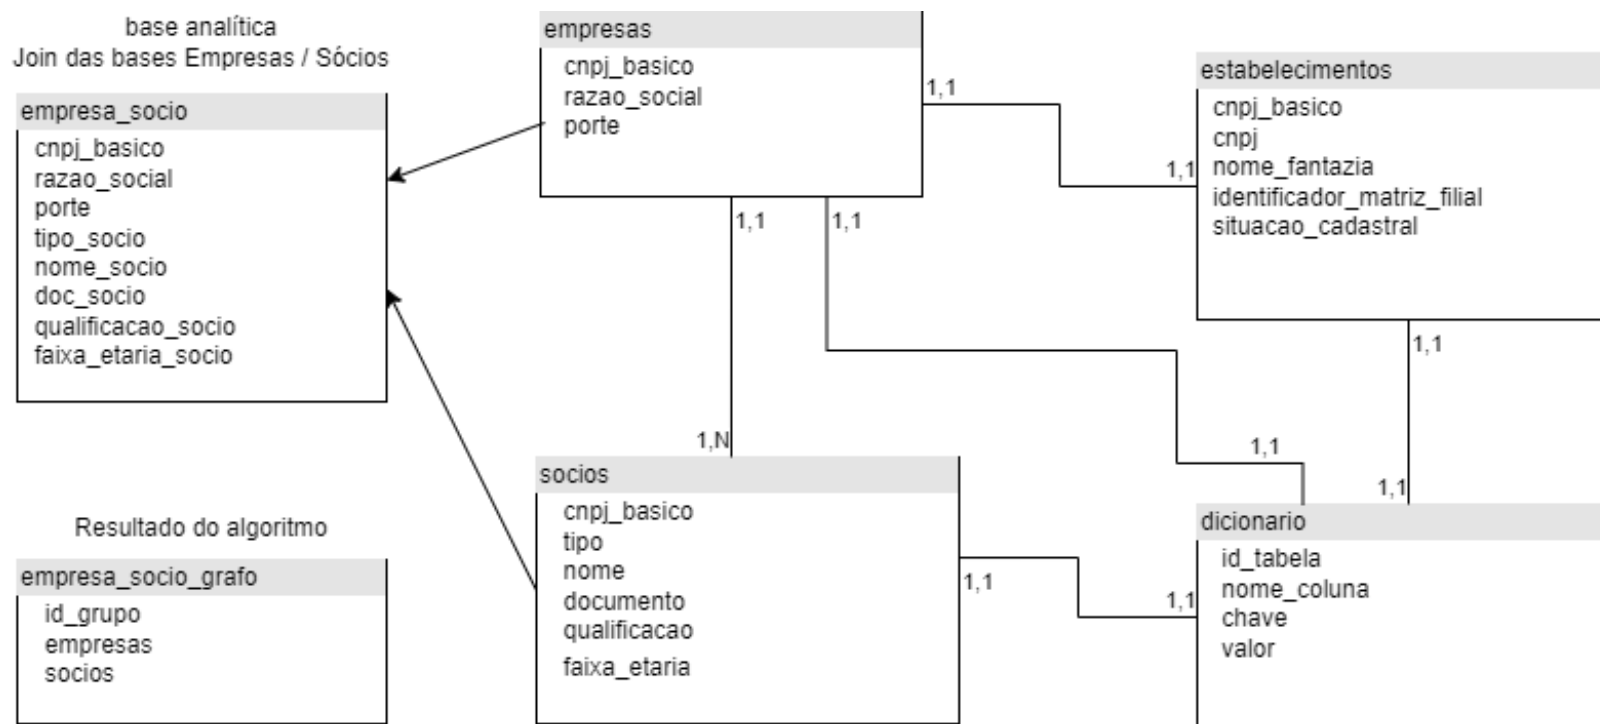 base analítica
Join das bases Empresas / Sócios
empresa_socio
cnpj_basico
razao_social
porte
tipo_socio
nome_socio
doc_socio
qualificacao_socio
faixa_etaria_socio
Resultado do algoritmo
empresa_socio_grafo
id_grupo
empresas
socios
empresas
cnpj_basico
razao_social
porte
1,1
1,1
1,1
1,1
1,N
socios
cnpj_basico
tipo
nome
documento
qualificacao
faixa_etaria
1,1
1,1
estabelecimentos
cnpj_basico
cnpj
nome_fantazia
identificador_matriz_filial
situacao_cadastral
1,1
1,1
1,1
dicionario
id_tabela
nome_coluna
chave
valor